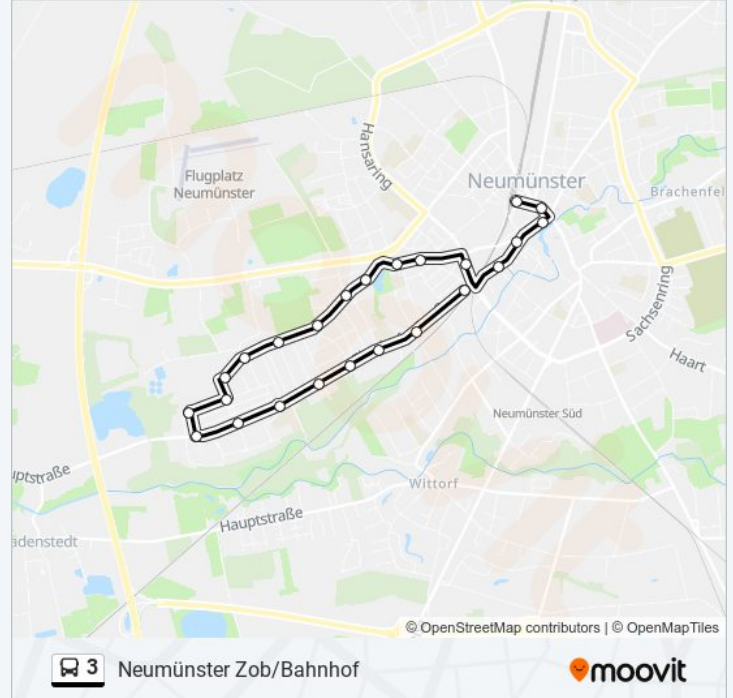 Hansaring
Flugplatz
Neumünster
Neumünster
Brachenfel
Sachsenring
Haart
Neumünster Süd
uptstraße
Wittorf
Hauptstraße
ädenstedt
© OpenStreetMap contributors | © OpenMapTiles
3 Neumünster Zob/Bahnhof
moovit